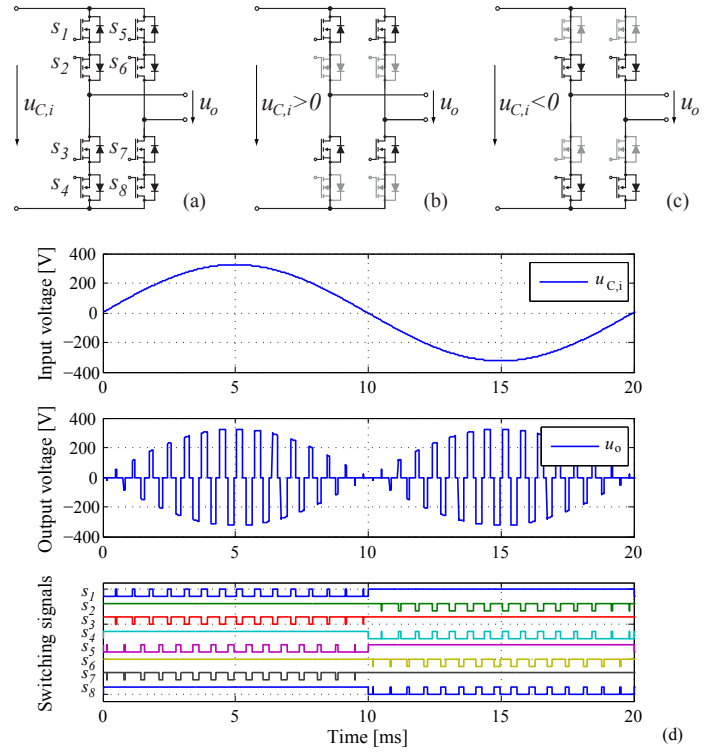 s1 s5
s2 s6
uC,i uo
s3 s7
s4 s8
(a)
uC,i>0 uo
(b)
uC,i<0 uo
(c)
Input voltage [V]
400
200
0
−200
−400
uC,i
0 5 10 15 20
Output voltage [V]
400
200
0
−200
−400
uo
0 5 10 15 20
Switching signals
s1
s2
s3
s4
s5
s6
s7
s8
0 5 10 15 20
Time [ms]
(d)